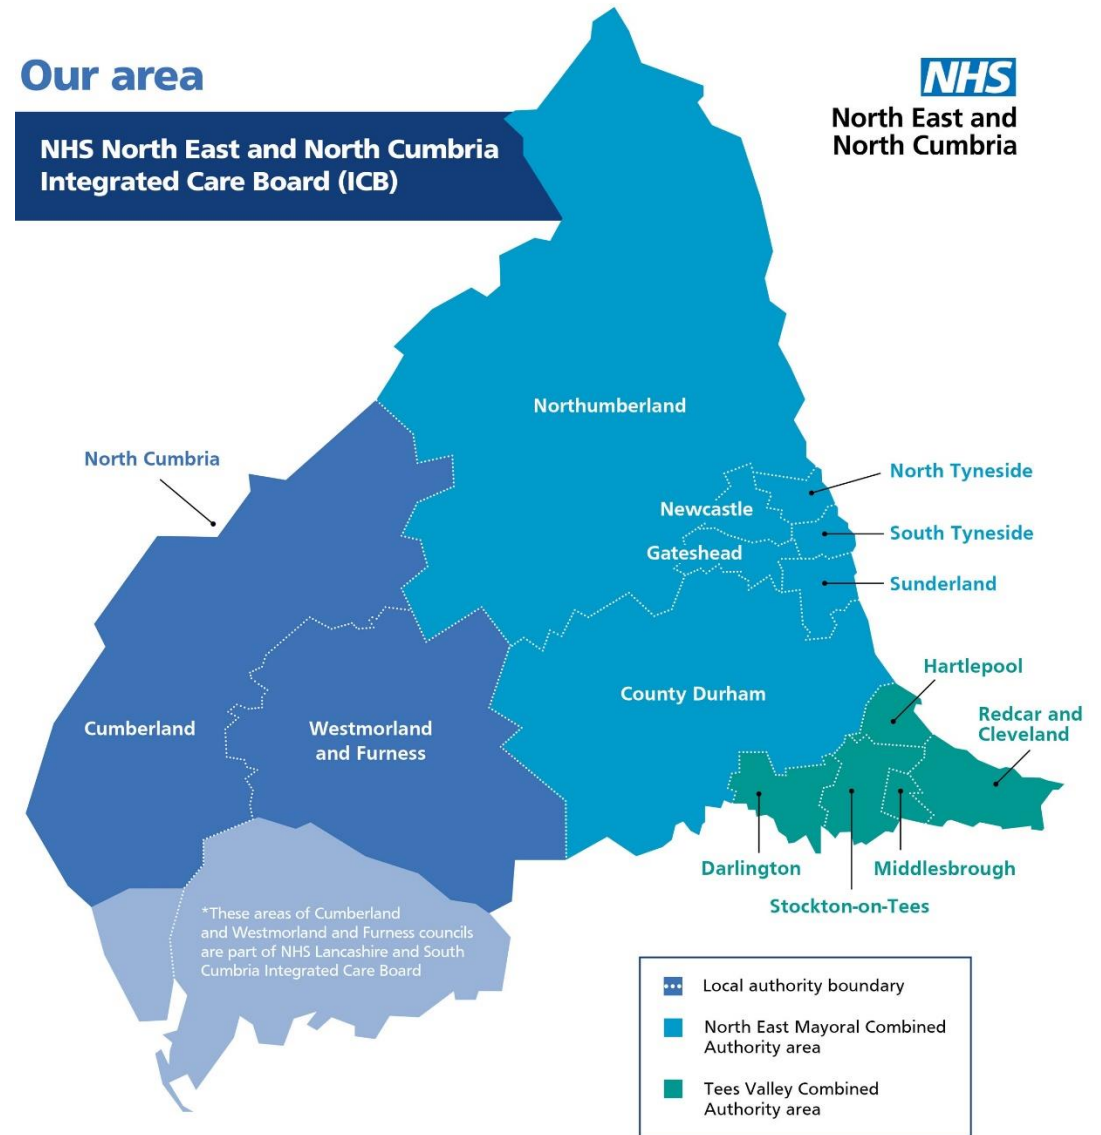 Our area
NHS North East and North Cumbria
Integrated Care Board (ICB)
NHS
North East and
North Cumbria
Northumberland
North Cumbria
North Tyneside
Newcastle
South Tyneside
Gateshead
Sunderland
Hartlepool
County Durham
Redcar and
Cleveland
Cumberland
Westmorland
and Furness
Darlington
Middlesbrough
Stockton-on-Tees
*These areas of Cumberland
and Westmorland and Furness councils
are part of NHS Lancashire and South
Cumbria Integrated Care Board
Local authority boundary
North East Mayoral Combined
Authority area
Tees Valley Combined
Authority area